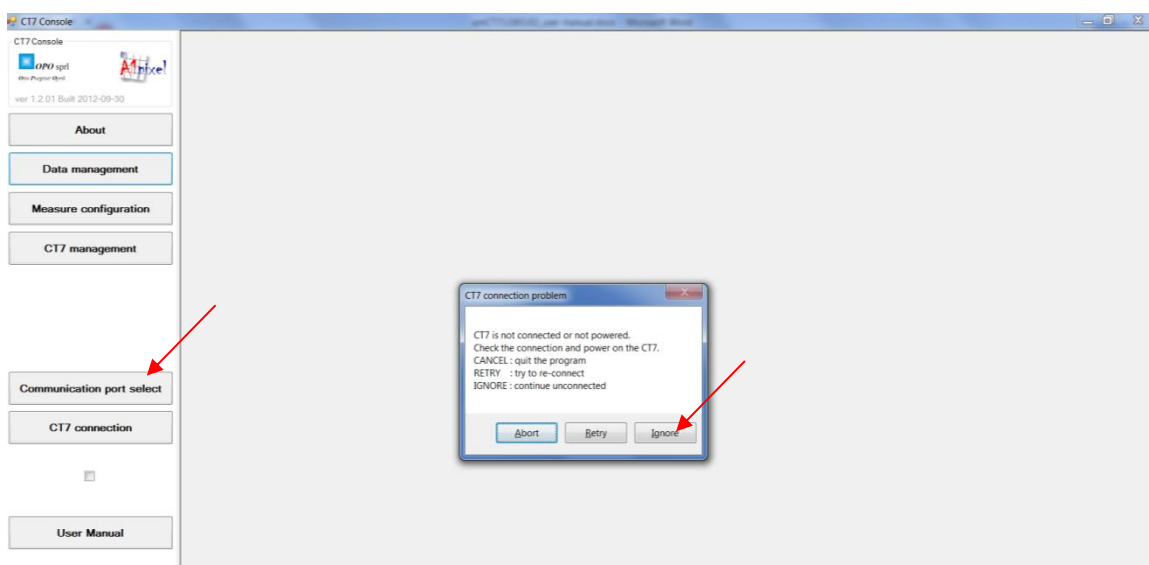 CT7 Console
CT7 Console
OPO sprl
A1pixel
ver 1.2.01 Built 2012-09-30
About
Data management
Measure configuration
CT7 management
CT7 connection problem
CT7 is not connected or not powered.
Check the connection and power on the CT7.
CANCEL : quit the program
RETRY : try to re-connect
IGNORE : continue unconnected
Abort
Retry
Ignore
Communication port select
CT7 connection
User Manual